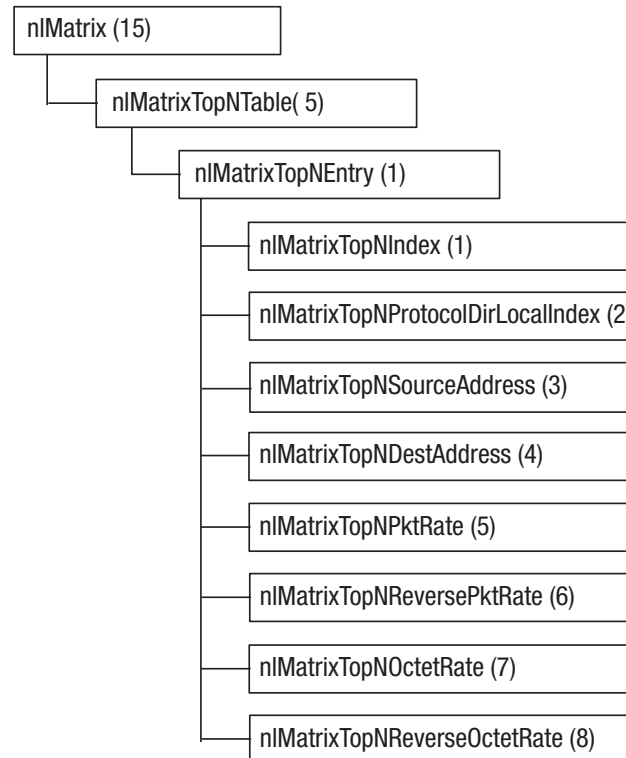 nlMatrix (15)
nlMatrixTopNTable( 5)
nlMatrixTopNEntry (1)
nlMatrixTopNIndex (1)
nlMatrixTopNProtocolDirLocalIndex (2
nlMatrixTopNSourceAddress (3)
nlMatrixTopNDestAddress (4)
nlMatrixTopNPktRate (5)
nlMatrixTopNReversePktRate (6)
nlMatrixTopNOctetRate (7)
nlMatrixTopNReverseOctetRate (8)